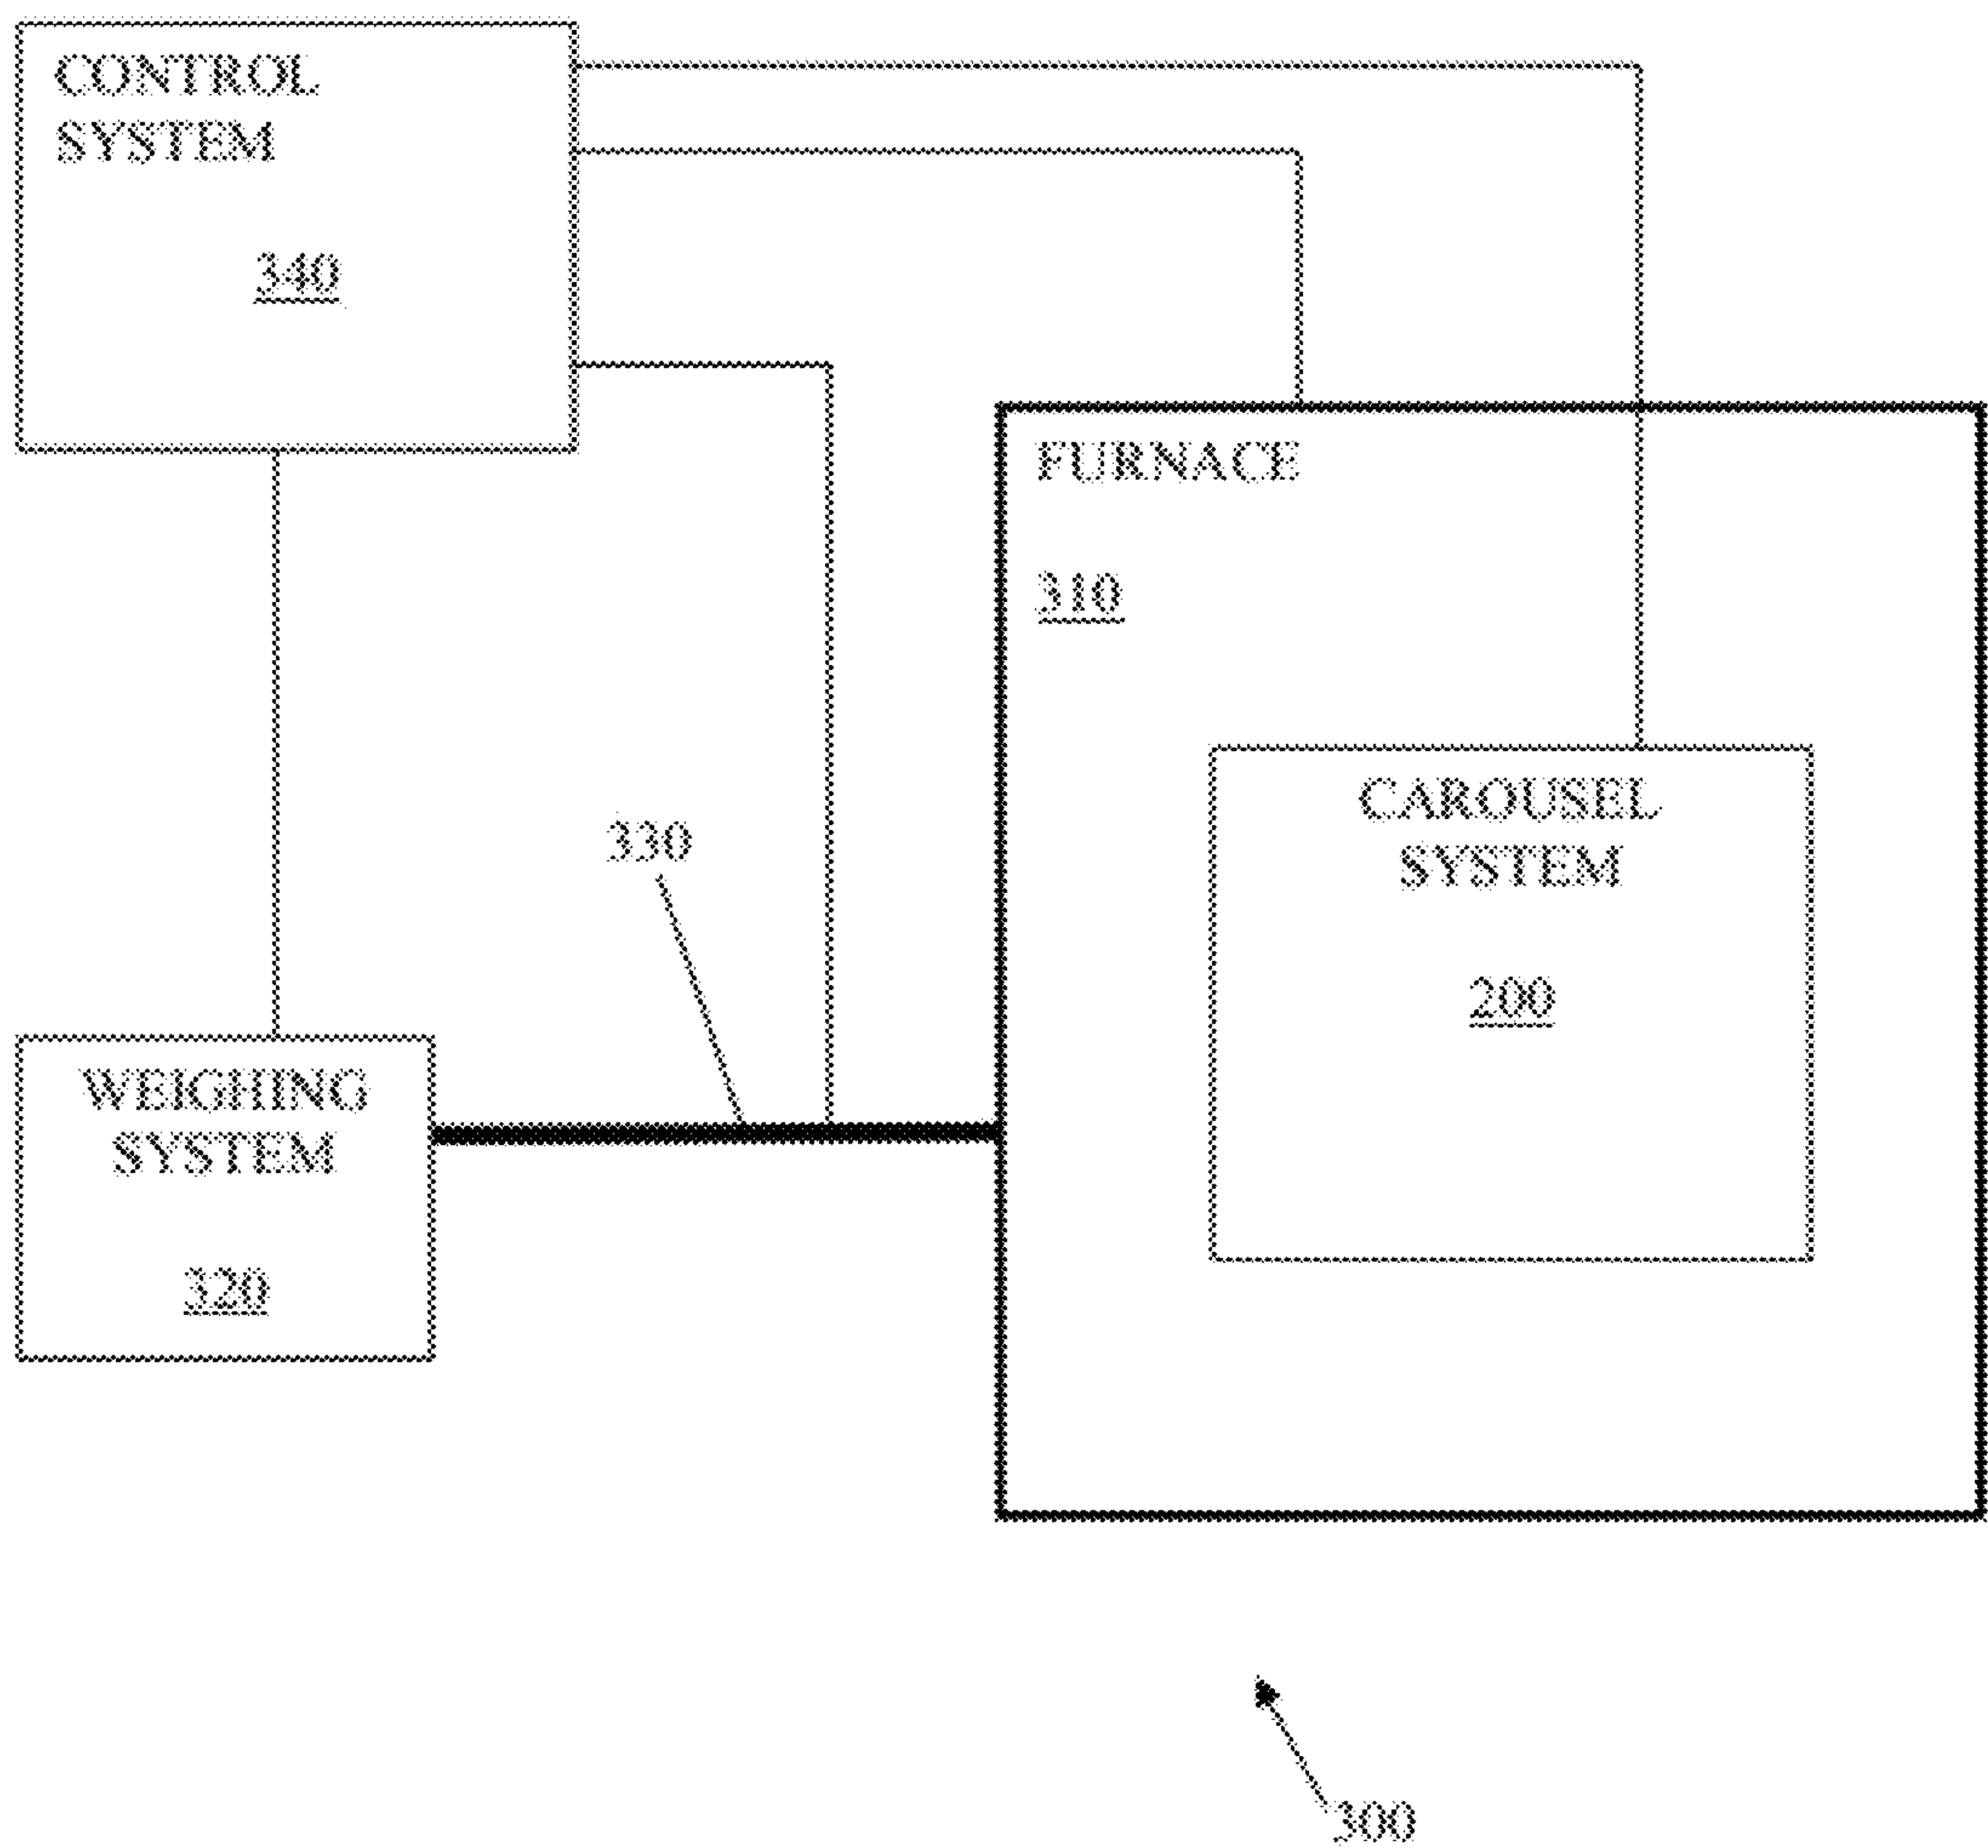 CONTROL
SYSTEM
340
FURNACE
310
CAROUSEL
SYSTEM
200
330
WEIGHING
SYSTEM
320
300